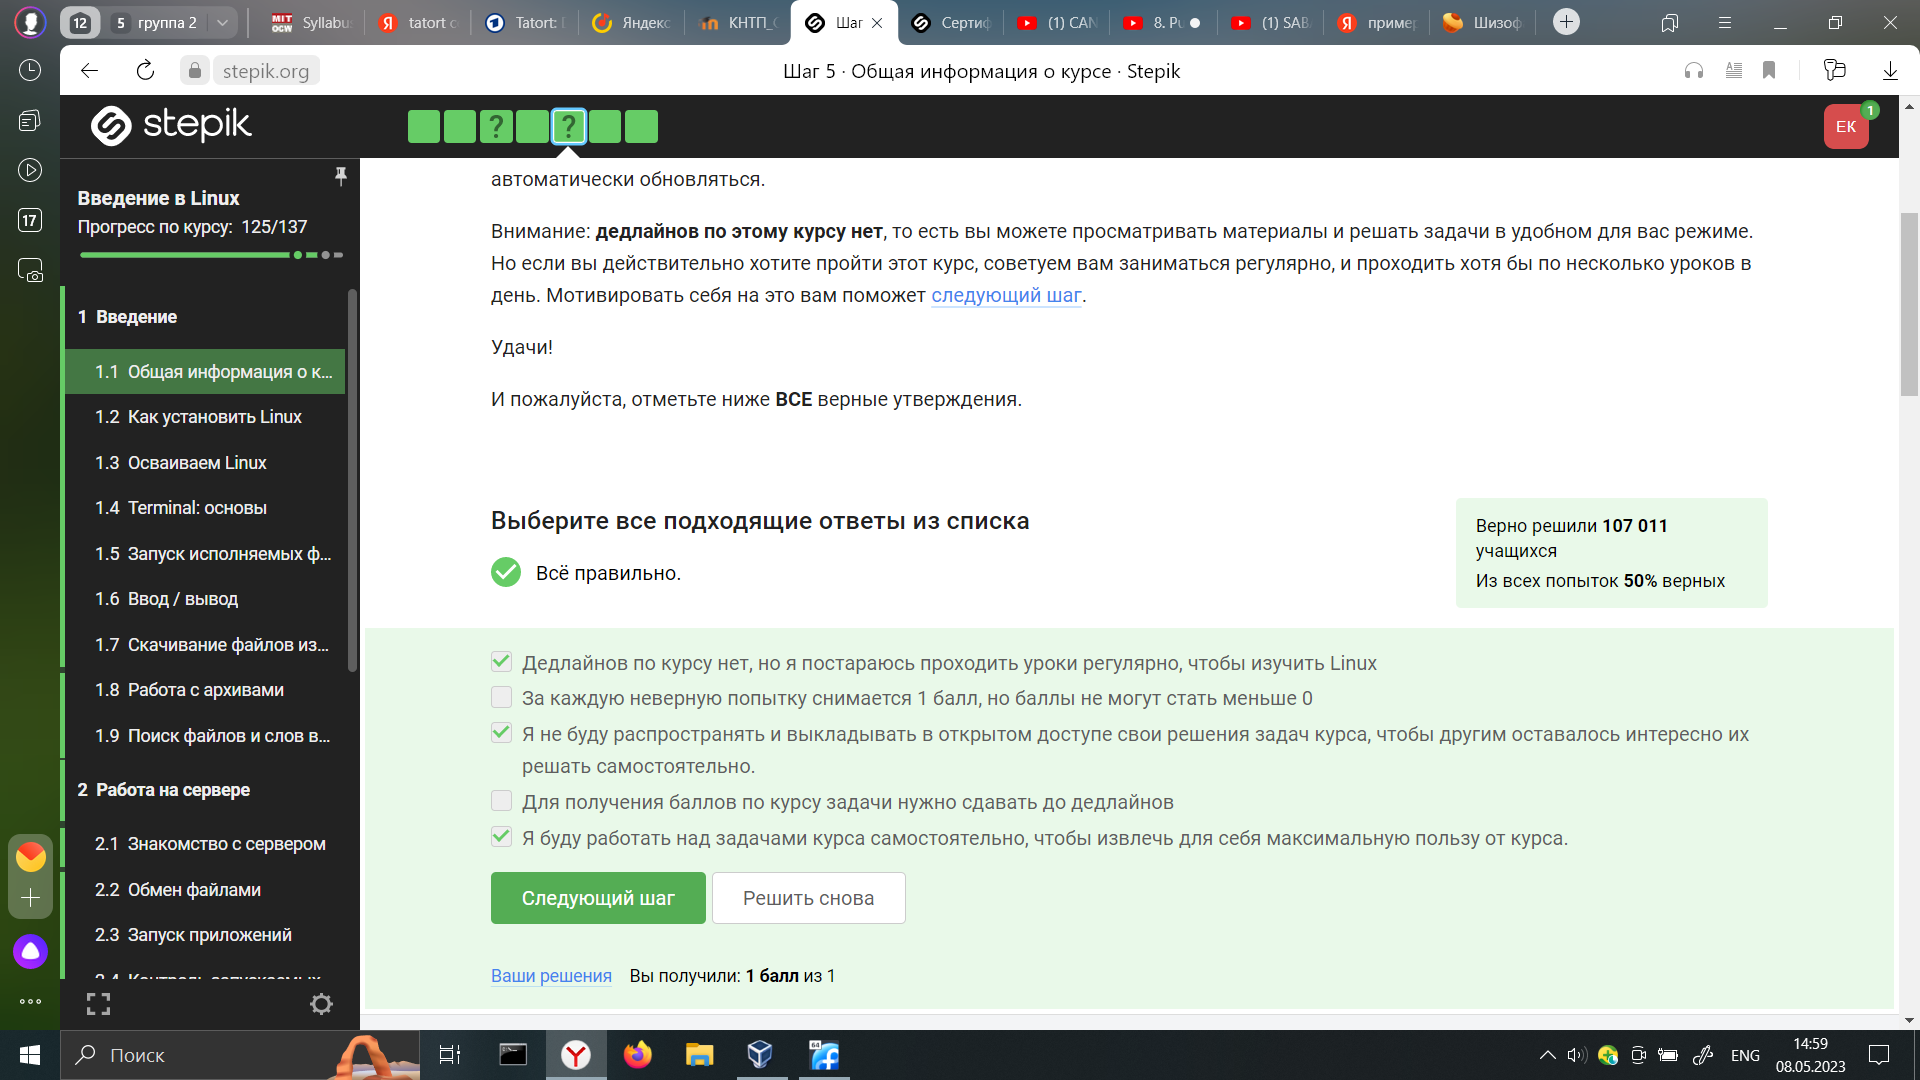 12
5 группа 2
MIT OCW Syllabu
tatort c
Tatort: 
Яндекс
КНТП_
Шаг
Сертиф
(1) CAN
8. Pu
(1) SAB
пример
Шизоф
stepik.org
Шаг 5 · Общая информация о курсе · Stepik
17
stepik
? ?
EK
1
Введение в Linux
Прогресс по курсу: 125/137
1 Введение
1.1 Общая информация о к...
1.2 Как установить Linux
1.3 Осваиваем Linux
1.4 Terminal: основы
1.5 Запуск исполняемых ф...
1.6 Ввод / вывод
1.7 Скачивание файлов из...
1.8 Работа с архивами
1.9 Поиск файлов и слов в...
2 Работа на сервере
2.1 Знакомство с сервером
2.2 Обмен файлами
2.3 Запуск приложений
2.4 Контроль запускаемых
автоматически обновляться.
Внимание: дедлайнов по этому курсу нет, то есть вы можете просматривать материалы и решать задачи в удобном для вас режиме.
Но если вы действительно хотите пройти этот курс, советуем вам заниматься регулярно, и проходить хотя бы по несколько уроков в
день. Мотивировать себя на это вам поможет следующий шаг.
Удачи!
И пожалуйста, отметьте ниже ВСЕ верные утверждения.
Выберите все подходящие ответы из списка
Всё правильно.
Верно решили 107 011
учащихся
Из всех попыток 50% верных
Дедлайнов по курсу нет, но я постараюсь проходить уроки регулярно, чтобы изучить Linux
За каждую неверную попытку снимается 1 балл, но баллы не могут стать меньше 0
Я не буду распространять и выкладывать в открытом доступе свои решения задач курса, чтобы другим оставалось интересно их
решать самостоятельно.
Для получения баллов по курсу задачи нужно сдавать до дедлайнов
Я буду работать над задачами курса самостоятельно, чтобы извлечь для себя максимальную пользу от курса.
Следующий шаг
Решить снова
Ваши решения Вы получили: 1 балл из 1
Поиск
64
ENG
14:59
08.05.2023